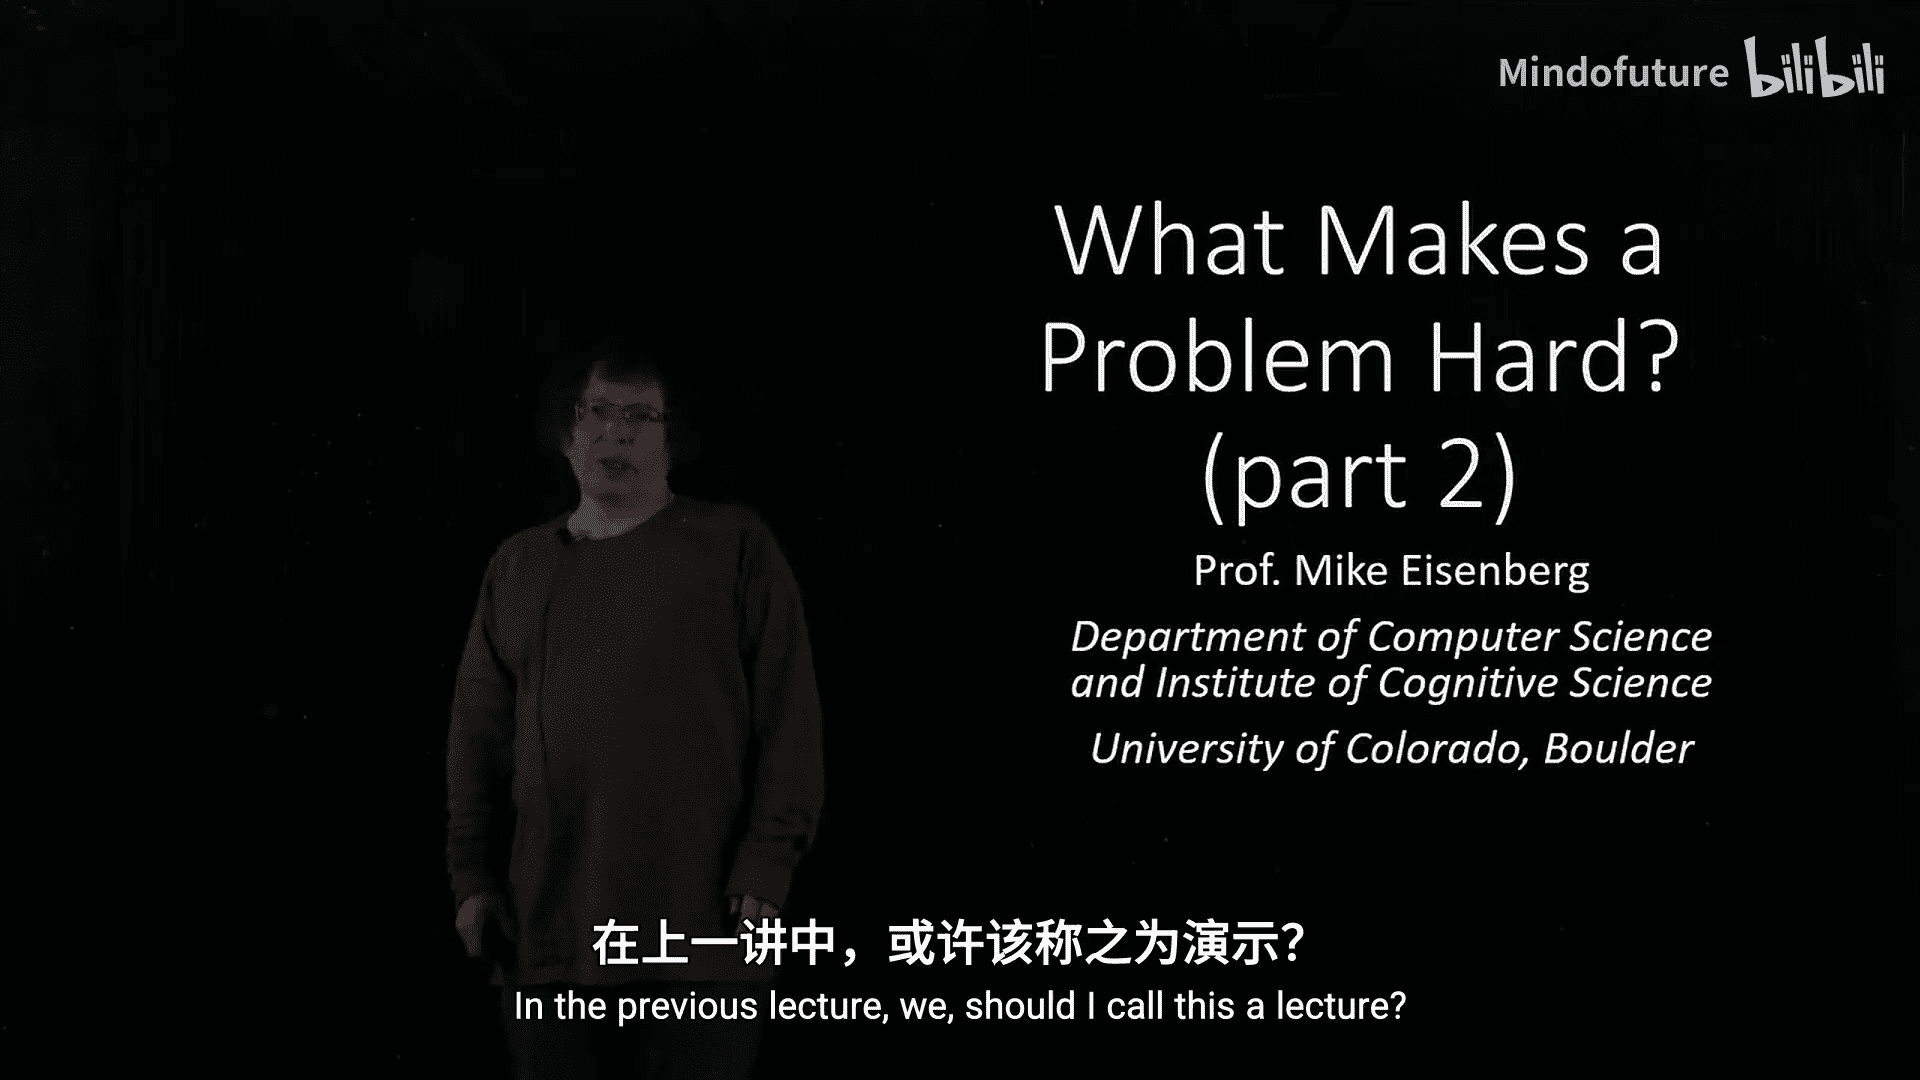 Mindofuture bilibili
What Makes a
Problem Hard?
(part 2)
Prof. Mike Eisenberg
Department of Computer Science
and Institute of Cognitive Science
University of Colorado, Boulder
在上一讲中，或许该称之为演示？
In the previous lecture, we, should I call this a lecture?